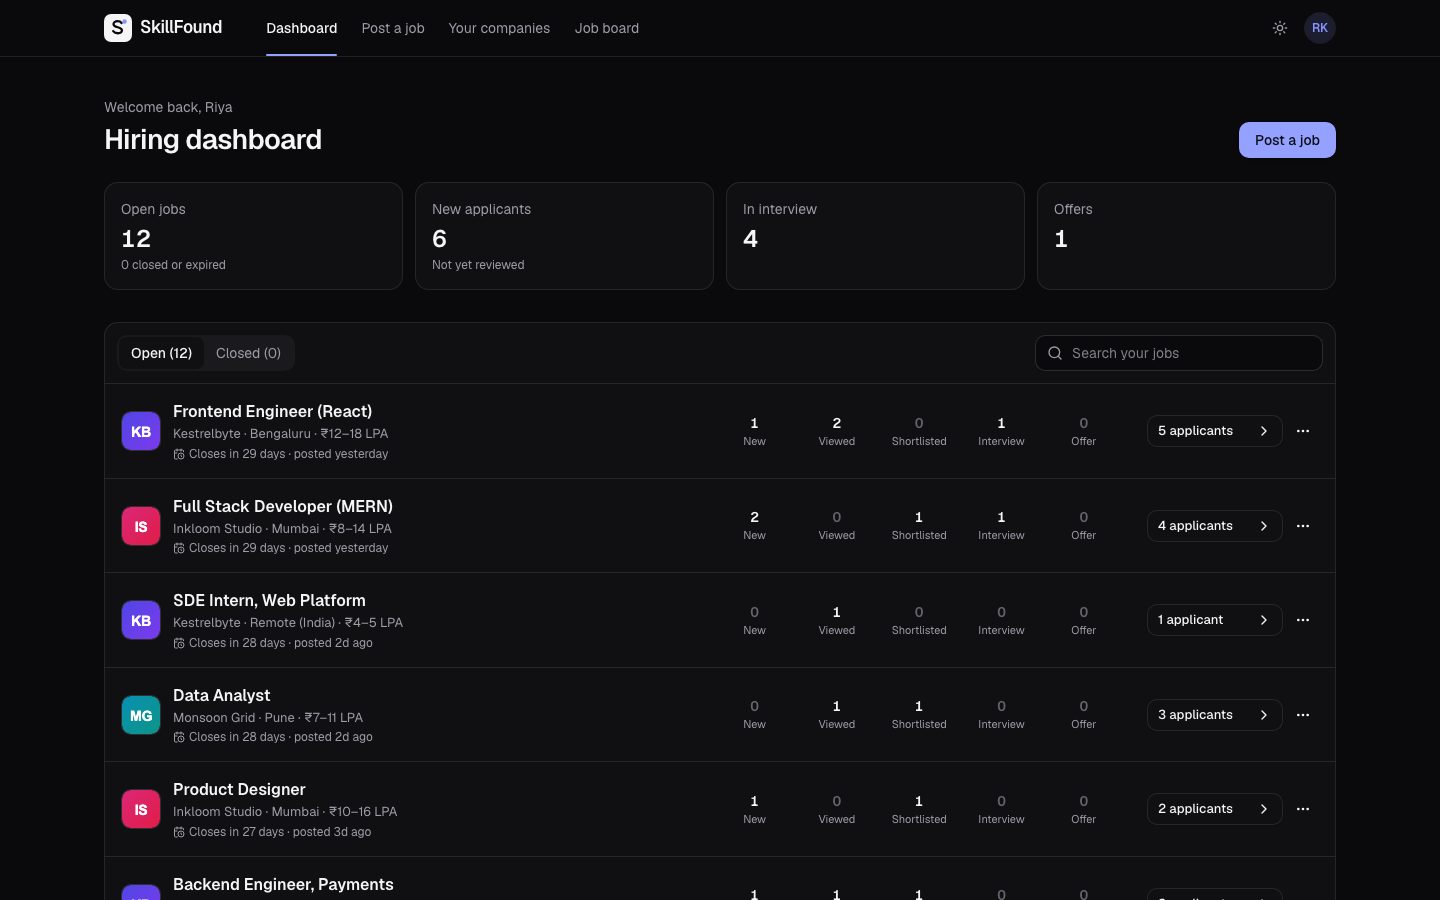 S SkillFound Dashboard Post a job Your companies Job board RK
Welcome back, Riya
Hiring dashboard
Post a job
Open jobs
12
0 closed or expired
New applicants
6
Not yet reviewed
In interview
4
Offers
1
Open (12) Closed (0) Search your jobs
KB
Frontend Engineer (React)
Kestrelbyte · Bengaluru · ₹12–18 LPA
Closes in 29 days · posted yesterday
1 2 0 1 0
New Viewed Shortlisted Interview Offer
5 applicants
IS
Full Stack Developer (MERN)
Inkloom Studio · Mumbai · ₹8–14 LPA
Closes in 29 days · posted yesterday
2 0 1 1 0
New Viewed Shortlisted Interview Offer
4 applicants
KB
SDE Intern, Web Platform
Kestrelbyte · Remote (India) · ₹4–5 LPA
Closes in 28 days · posted 2d ago
0 1 0 0 0
New Viewed Shortlisted Interview Offer
1 applicant
MG
Data Analyst
Monsoon Grid · Pune · ₹7–11 LPA
Closes in 28 days · posted 2d ago
0 1 1 0 0
New Viewed Shortlisted Interview Offer
3 applicants
IS
Product Designer
Inkloom Studio · Mumbai · ₹10–16 LPA
Closes in 27 days · posted 3d ago
1 0 1 0 0
New Viewed Shortlisted Interview Offer
2 applicants
Backend Engineer, Payments
1 1 1 0 0